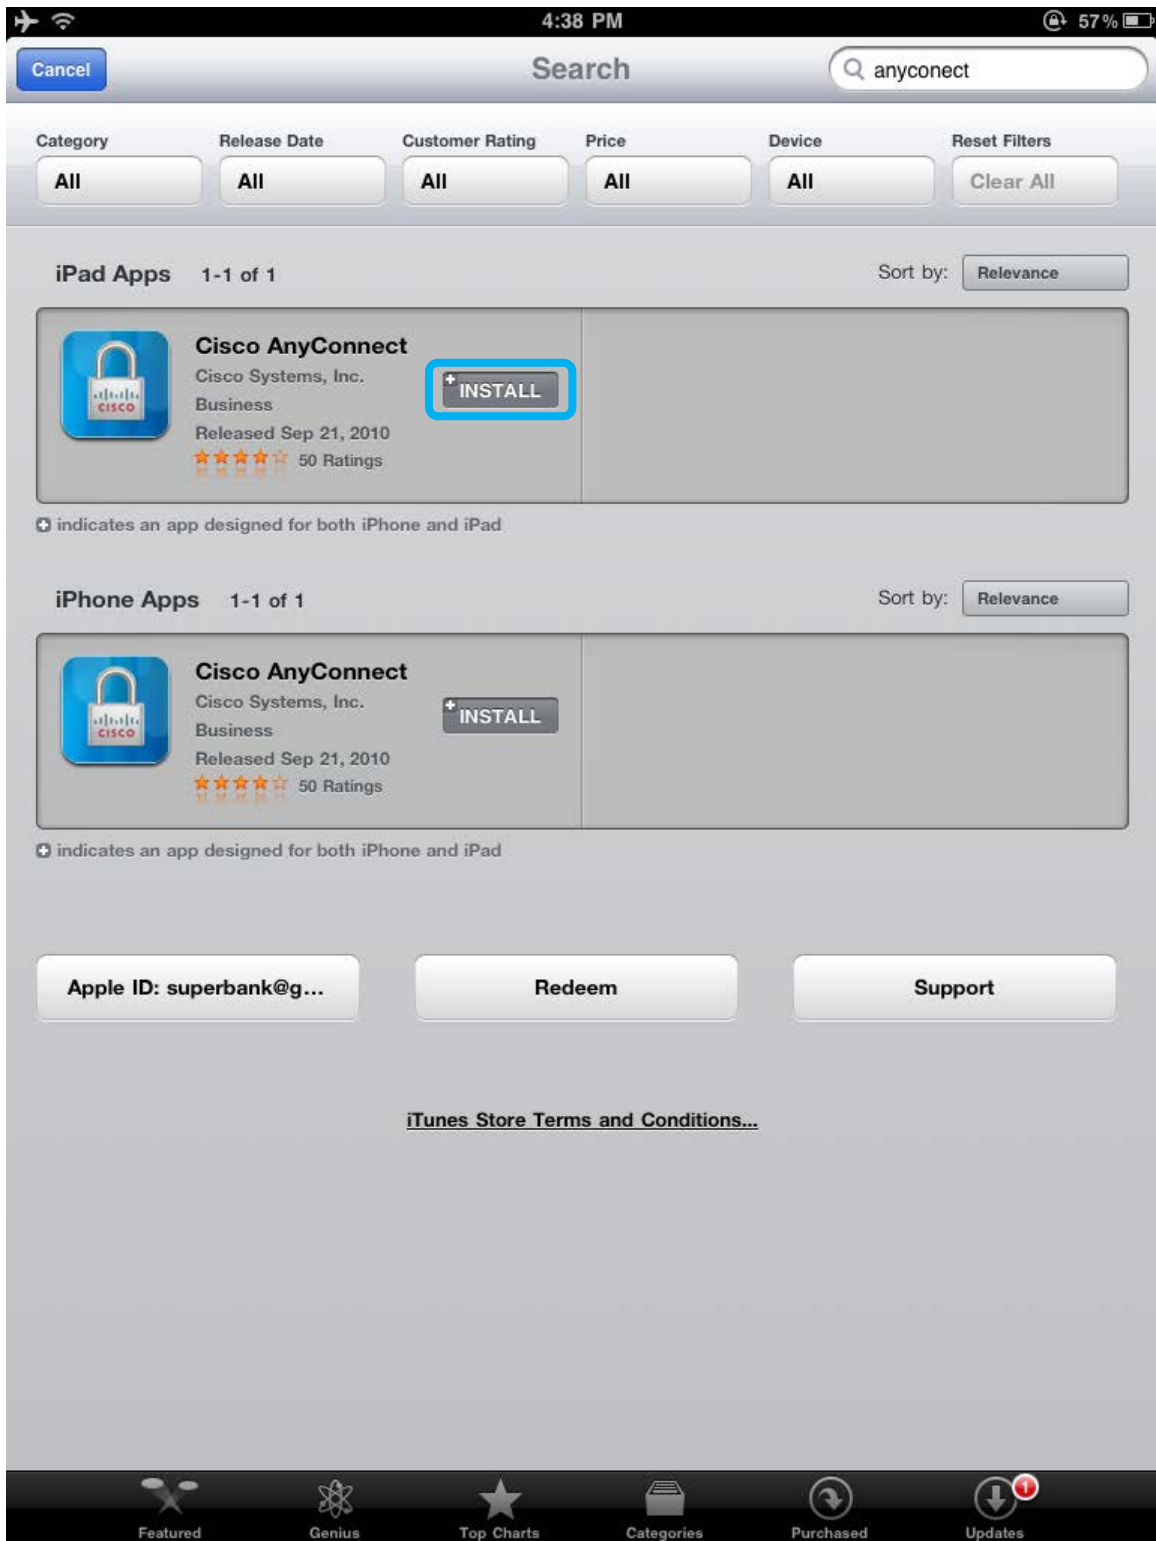 4:38 PM
57%
Cancel
Search
anyconect
Category
Release Date
Customer Rating
Price
Device
Reset Filters
All
All
All
All
All
Clear All
iPad Apps 1-1 of 1
Sort by: Relevance
Cisco AnyConnect
Cisco Systems, Inc.
Business
Released Sep 21, 2010
50 Ratings
INSTALL
CISCO
indicates an app designed for both iPhone and iPad
iPhone Apps 1-1 of 1
Sort by: Relevance
Cisco AnyConnect
Cisco Systems, Inc.
Business
Released Sep 21, 2010
50 Ratings
INSTALL
CISCO
indicates an app designed for both iPhone and iPad
Apple ID: superbank@g...
Redeem
Support
iTunes Store Terms and Conditions...
1
Featured
Genius
Top Charts
Categories
Purchased
Updates